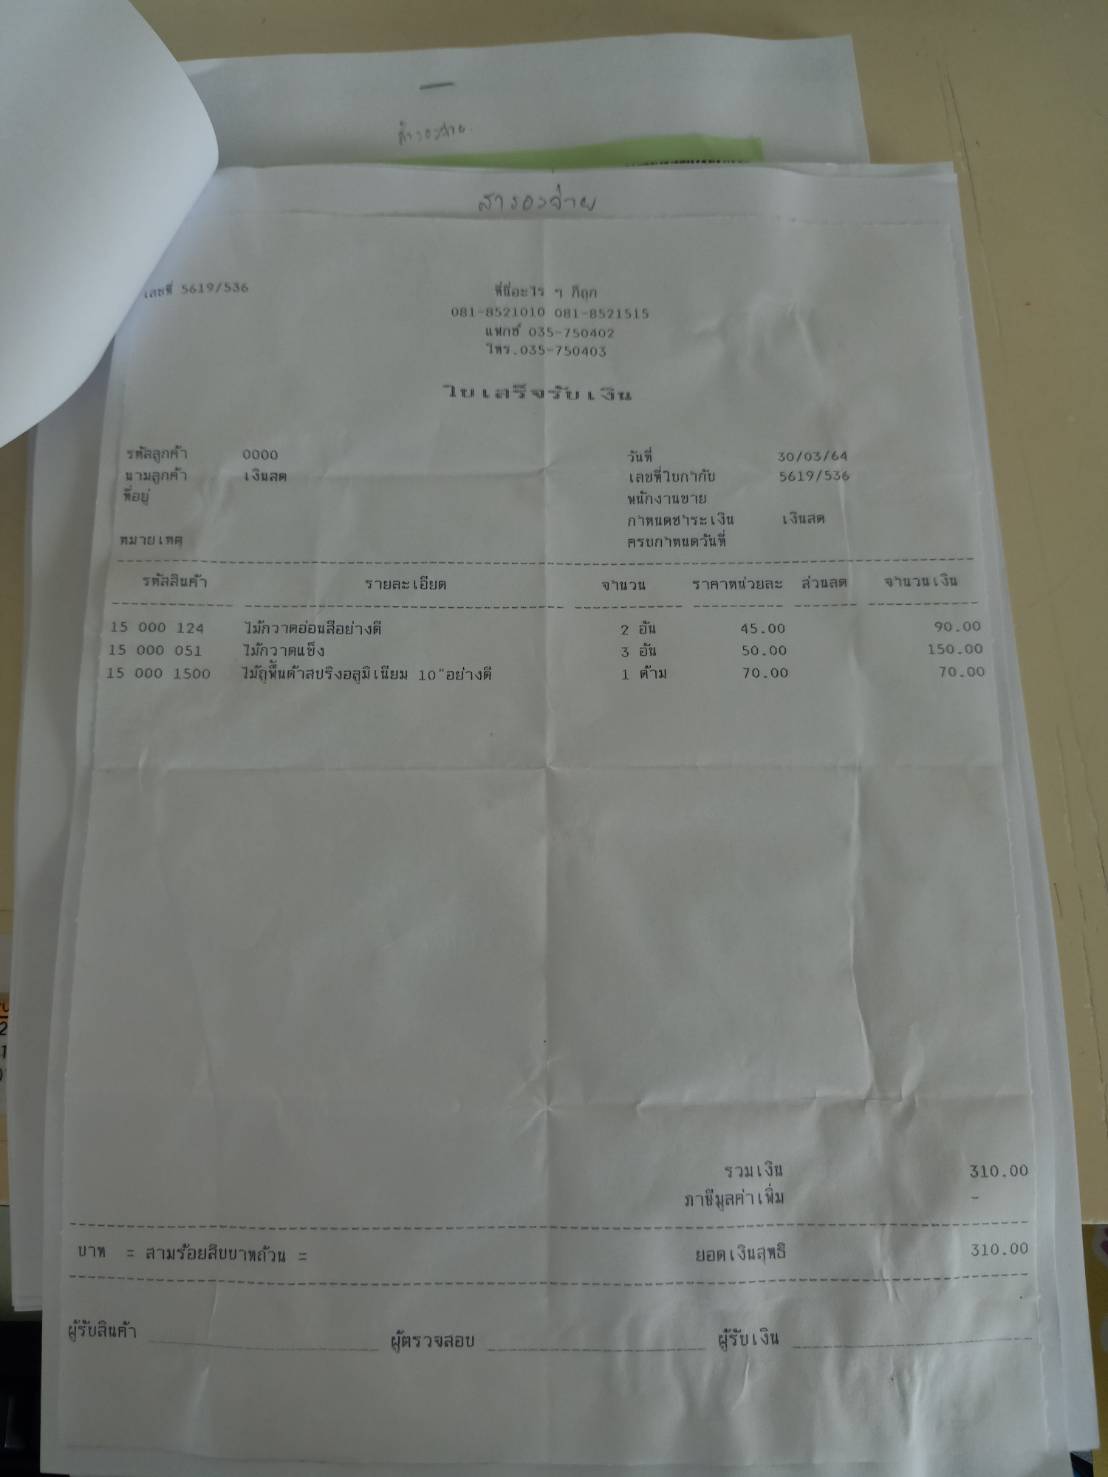 สำรองจ่าย
สำรองจ่าย
เลขที่ 5619/536
ที่นี่อะไร ๆ ก็ถูก
081-8521010 081-8521515
แฟกซ์ 035-750402
โทร.035-750403
ใบเสร็จรับเงิน
รหัสลูกค้า 0000 วันที่ 30/03/64
นามลูกค้า เงินสด เลขที่ใบกำกับ 5619/536
ที่อยู่ พนักงานขาย
กำหนดชำระเงิน เงินสด
หมายเหตุ ครบกำหนดวันที่
รหัสสินค้า รายละเอียด จำนวน ราคาหน่วยละ ส่วนลด จำนวนเงิน
15 000 124 ไม้กวาดอ่อนสีอย่างดี 2 อัน 45.00 90.00
15 000 051 ไม้กวาดแข็ง 3 อัน 50.00 150.00
15 000 1500 ไม้ถูพื้นด้าสปริงอลูมิเนียม 10"อย่างดี 1 ด้าม 70.00 70.00
รวมเงิน 310.00
ภาษีมูลค่าเพิ่ม -
บาท = สามร้อยสิบบาทถ้วน = ยอดเงินสุทธิ 310.00
ผู้รับสินค้า ผู้ตรวจสอบ ผู้รับเงิน